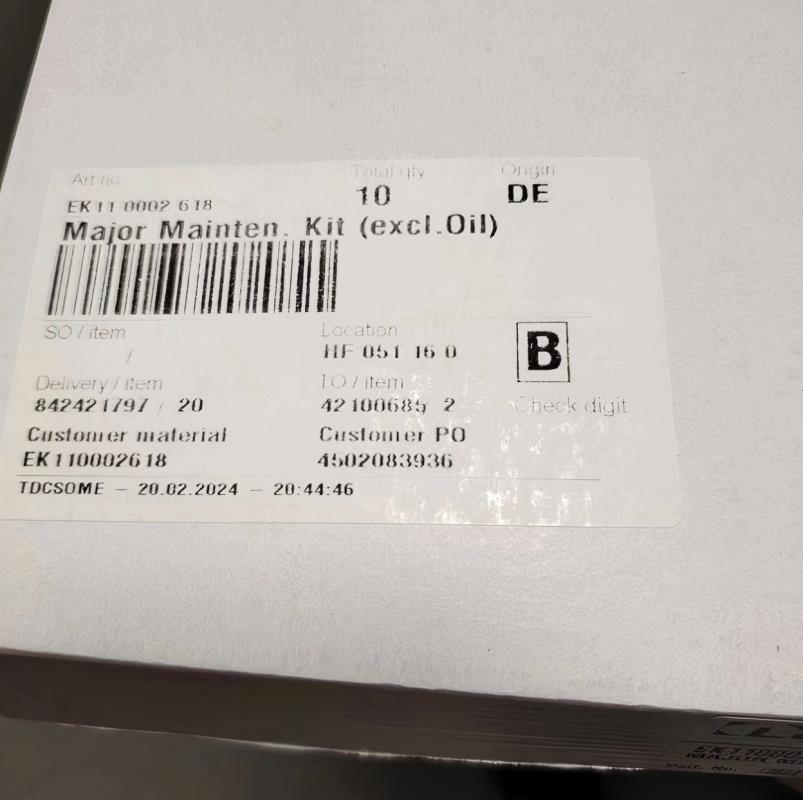 Art no Total qty Origin
EK11 0002 618 10 DE
Major Mainten. Kit (excl.Oil)
SO / item Location
/ HF 051 16 0 B
Delivery / item TO / item
842421797 / 20 42100685 2 Check digit
Customer material Customer PO
EK110002618 4502083936
TDCSOME – 20.02.2024 – 20:44:46